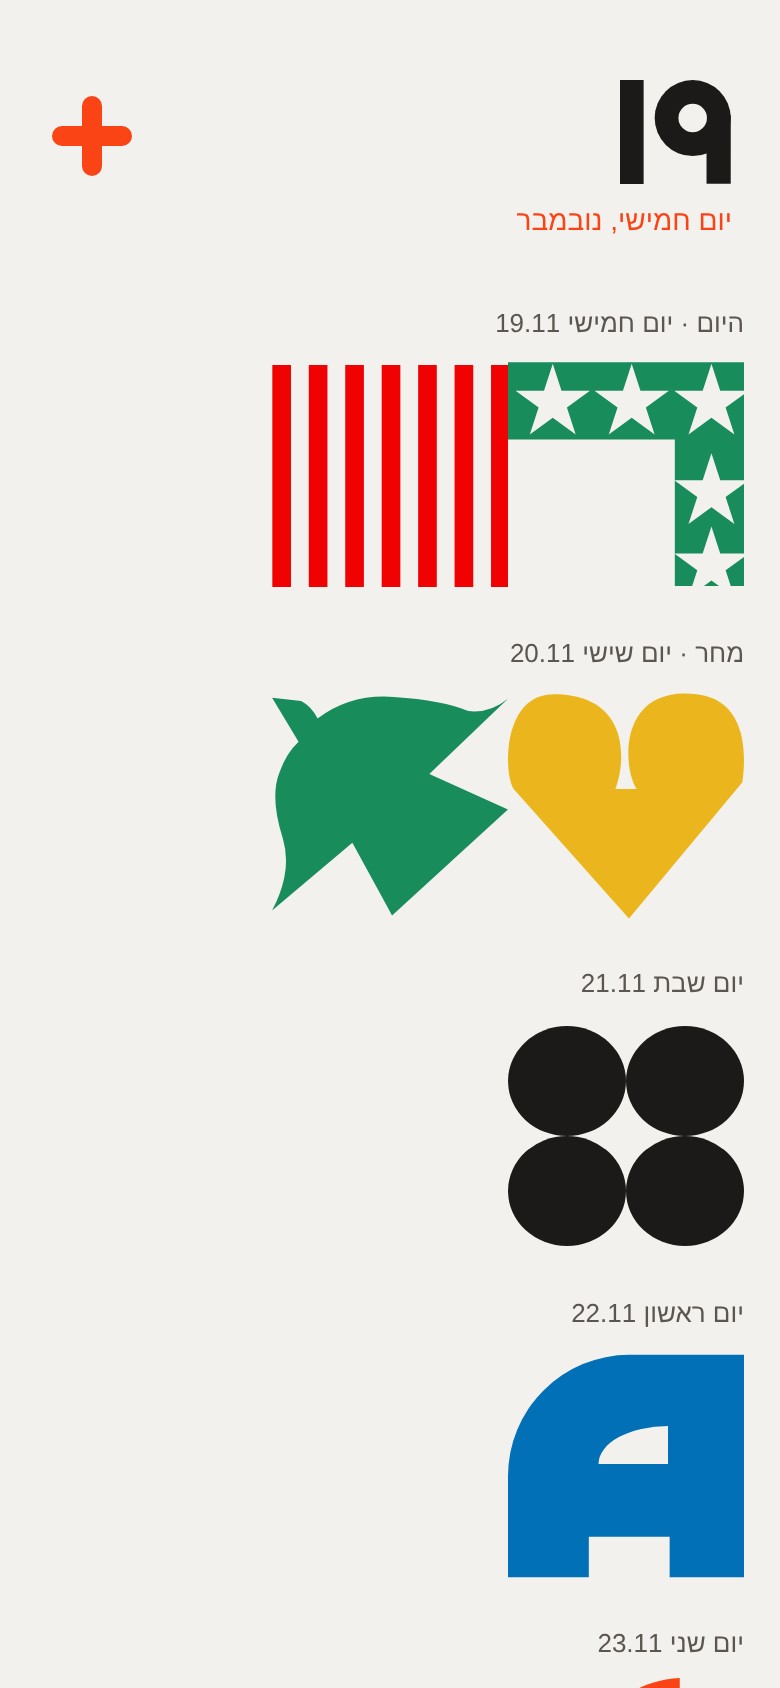 19
יום חמישי, נובמבר
היום · יום חמישי 19.11
מחר · יום שישי 20.11
יום שבת 21.11
יום ראשון 22.11
A
יום שני 23.11